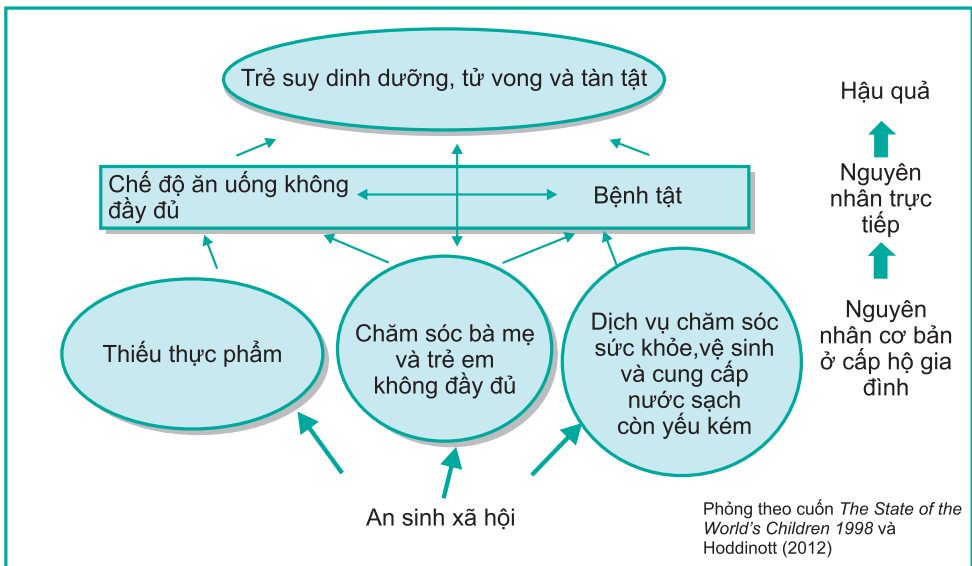 Trẻ suy dinh dưỡng, tử vong và tàn tật
Chế độ ăn uống không
đầy đủ
Bệnh tật
Thiếu thực phẩm
Chăm sóc bà mẹ
và trẻ em
không đầy đủ
Dịch vụ chăm sóc
sức khỏe,vệ sinh
và cung cấp
nước sạch
còn yếu kém
An sinh xã hội
Hậu quả
Nguyên
nhân trực
tiếp
Nguyên
nhân cơ bản
ở cấp hộ gia
đình
Phỏng theo cuốn The State of the
World's Children 1998 và
Hoddinott (2012)